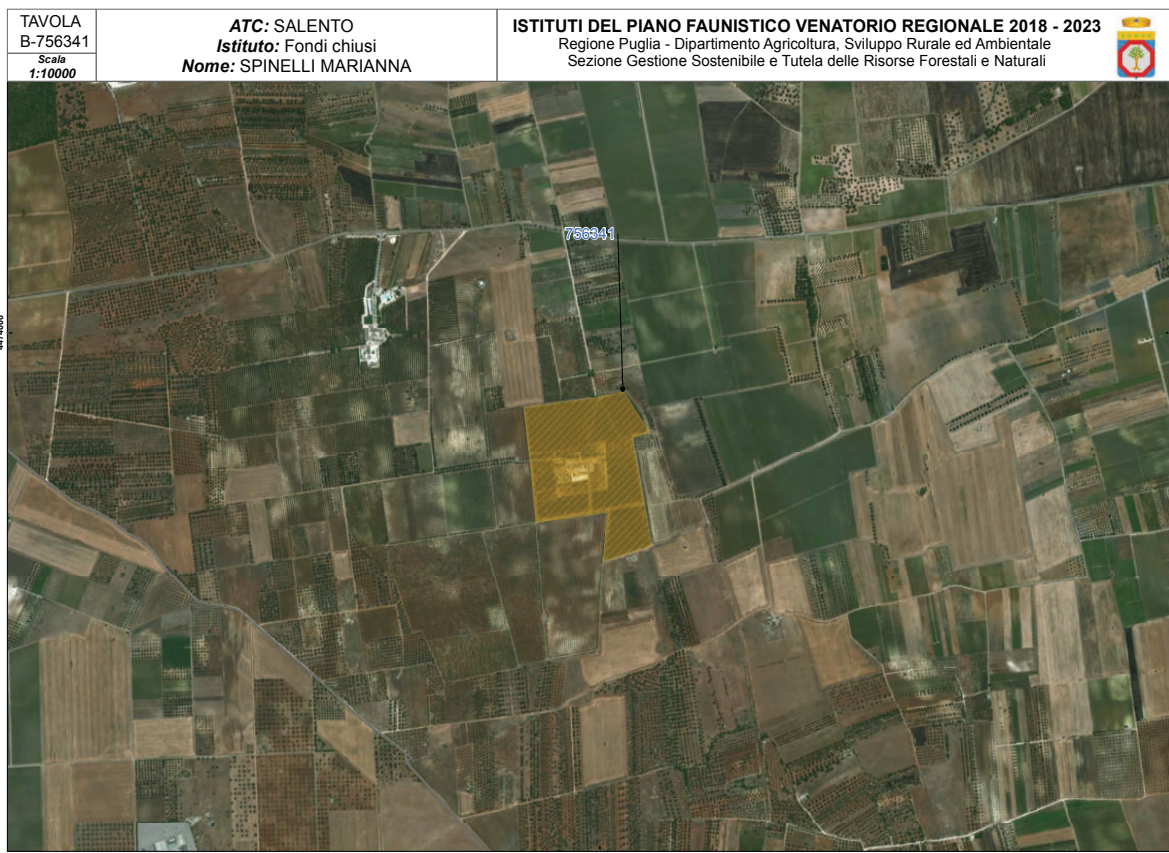 TAVOLA
B-756341
Scala
1:10000
ATC: SALENTO
Istituto: Fondi chiusi
Nome: SPINELLI MARIANNA
ISTITUTI DEL PIANO FAUNISTICO VENATORIO REGIONALE 2018 - 2023
Regione Puglia - Dipartimento Agricoltura, Sviluppo Rurale ed Ambientale
Sezione Gestione Sostenibile e Tutela delle Risorse Forestali e Naturali
756341